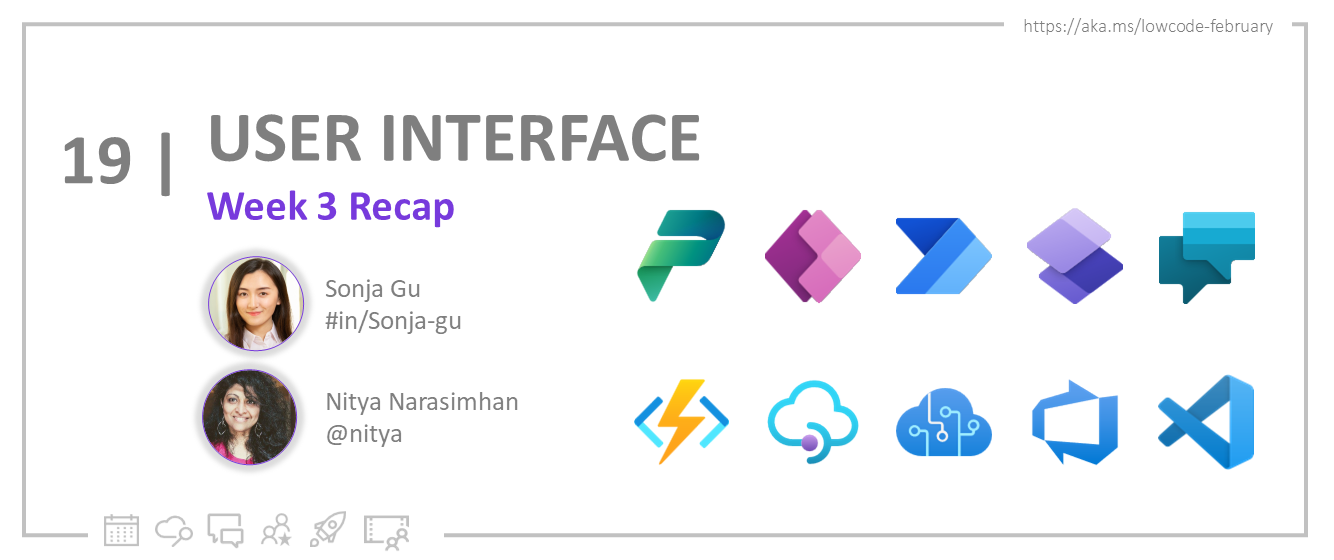 https://aka.ms/lowcode-february
19 |
USER INTERFACE
Week 3 Recap
Sonja Gu
#in/Sonja-gu
Nitya Narasimhan
@nitya